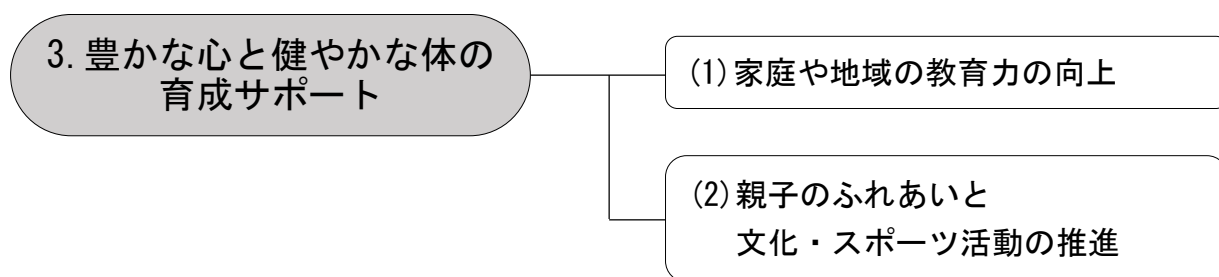 3.豊かな心と健やかな体の
育成サポート
(1)家庭や地域の教育力の向上
(2)親子のふれあいと
文化・スポーツ活動の推進